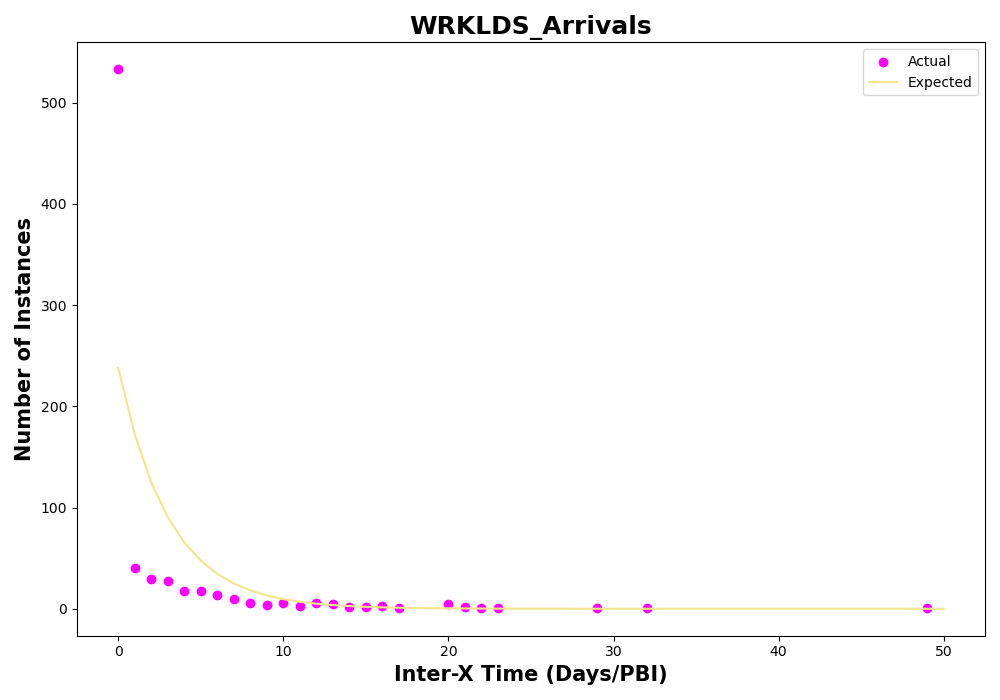 WRKLDS_Arrivals
Actual
Expected
500
400
300
200
100
0
Number of Instances
0 10 20 30 40 50
Inter-X Time (Days/PBI)